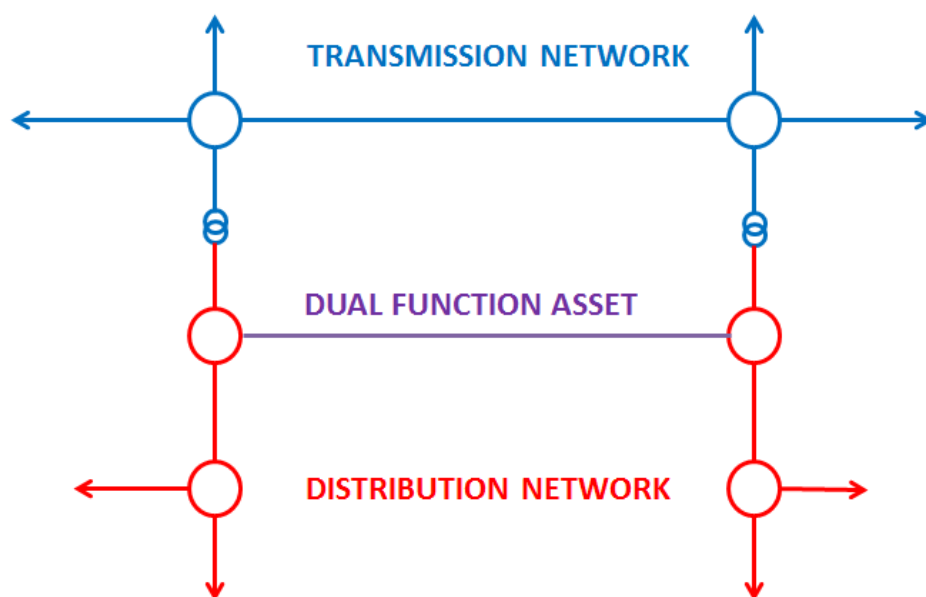 TRANSMISSION NETWORK
DUAL FUNCTION ASSET
DISTRIBUTION NETWORK